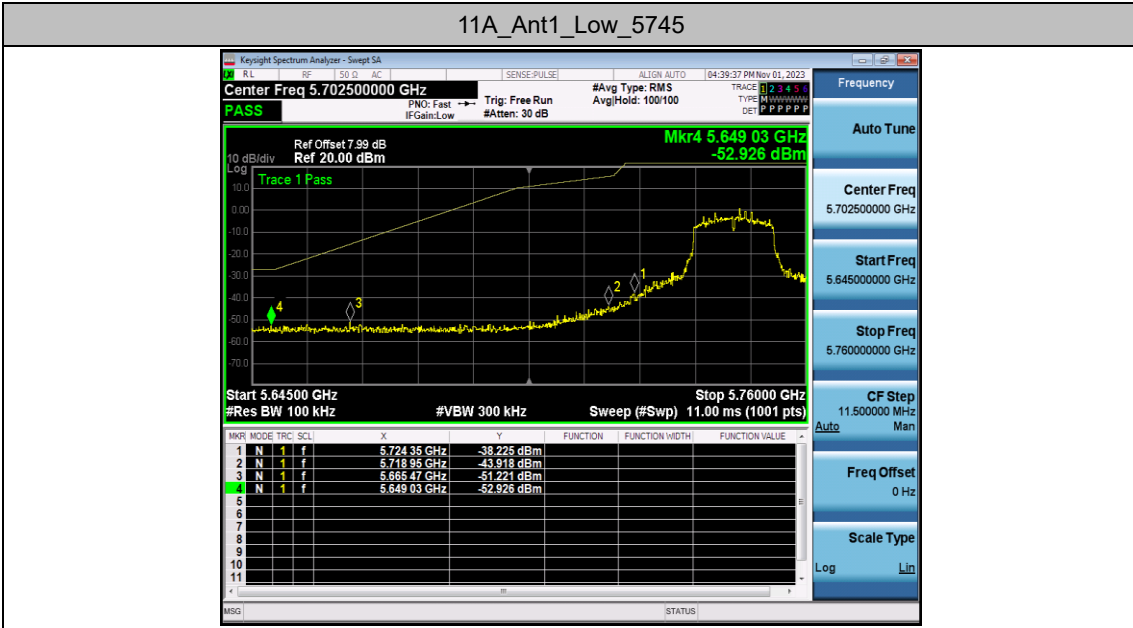 11A_Ant1_Low_5745
Keysight Spectrum Analyzer - Swept SA
LXI RL RF 50 Ω AC SENSE:PULSE ALIGN AUTO 04:39:37 PM Nov 01, 2023
Center Freq 5.702500000 GHz
PASS
PNO: Fast
IFGain:Low
Trig: Free Run
#Atten: 30 dB
#Avg Type: RMS
Avg|Hold: 100/100
TRACE 1 2 3 4 5 6
TYPE M W W W W W
DET P P P P P P
Mkr4 5.649 03 GHz
-52.926 dBm
Ref Offset 7.99 dB
10 dB/div Ref 20.00 dBm
Log
Trace 1 Pass
10.0
0.00
-10.0
-20.0
-30.0
-40.0
-50.0
-60.0
-70.0
4
3
2
1
Start 5.64500 GHz Stop 5.76000 GHz
#Res BW 100 kHz #VBW 300 kHz Sweep (#Swp) 11.00 ms (1001 pts)
MKR MODE TRC SCL X Y FUNCTION FUNCTION WIDTH FUNCTION VALUE
1 N 1 f 5.724 35 GHz -38.225 dBm
2 N 1 f 5.718 95 GHz -43.918 dBm
3 N 1 f 5.665 47 GHz -51.221 dBm
4 N 1 f 5.649 03 GHz -52.926 dBm
5
6
7
8
9
10
11
MSG STATUS
Frequency
Auto Tune
Center Freq
5.702500000 GHz
Start Freq
5.645000000 GHz
Stop Freq
5.760000000 GHz
CF Step
11.500000 MHz
Auto Man
Freq Offset
0 Hz
Scale Type
Log Lin